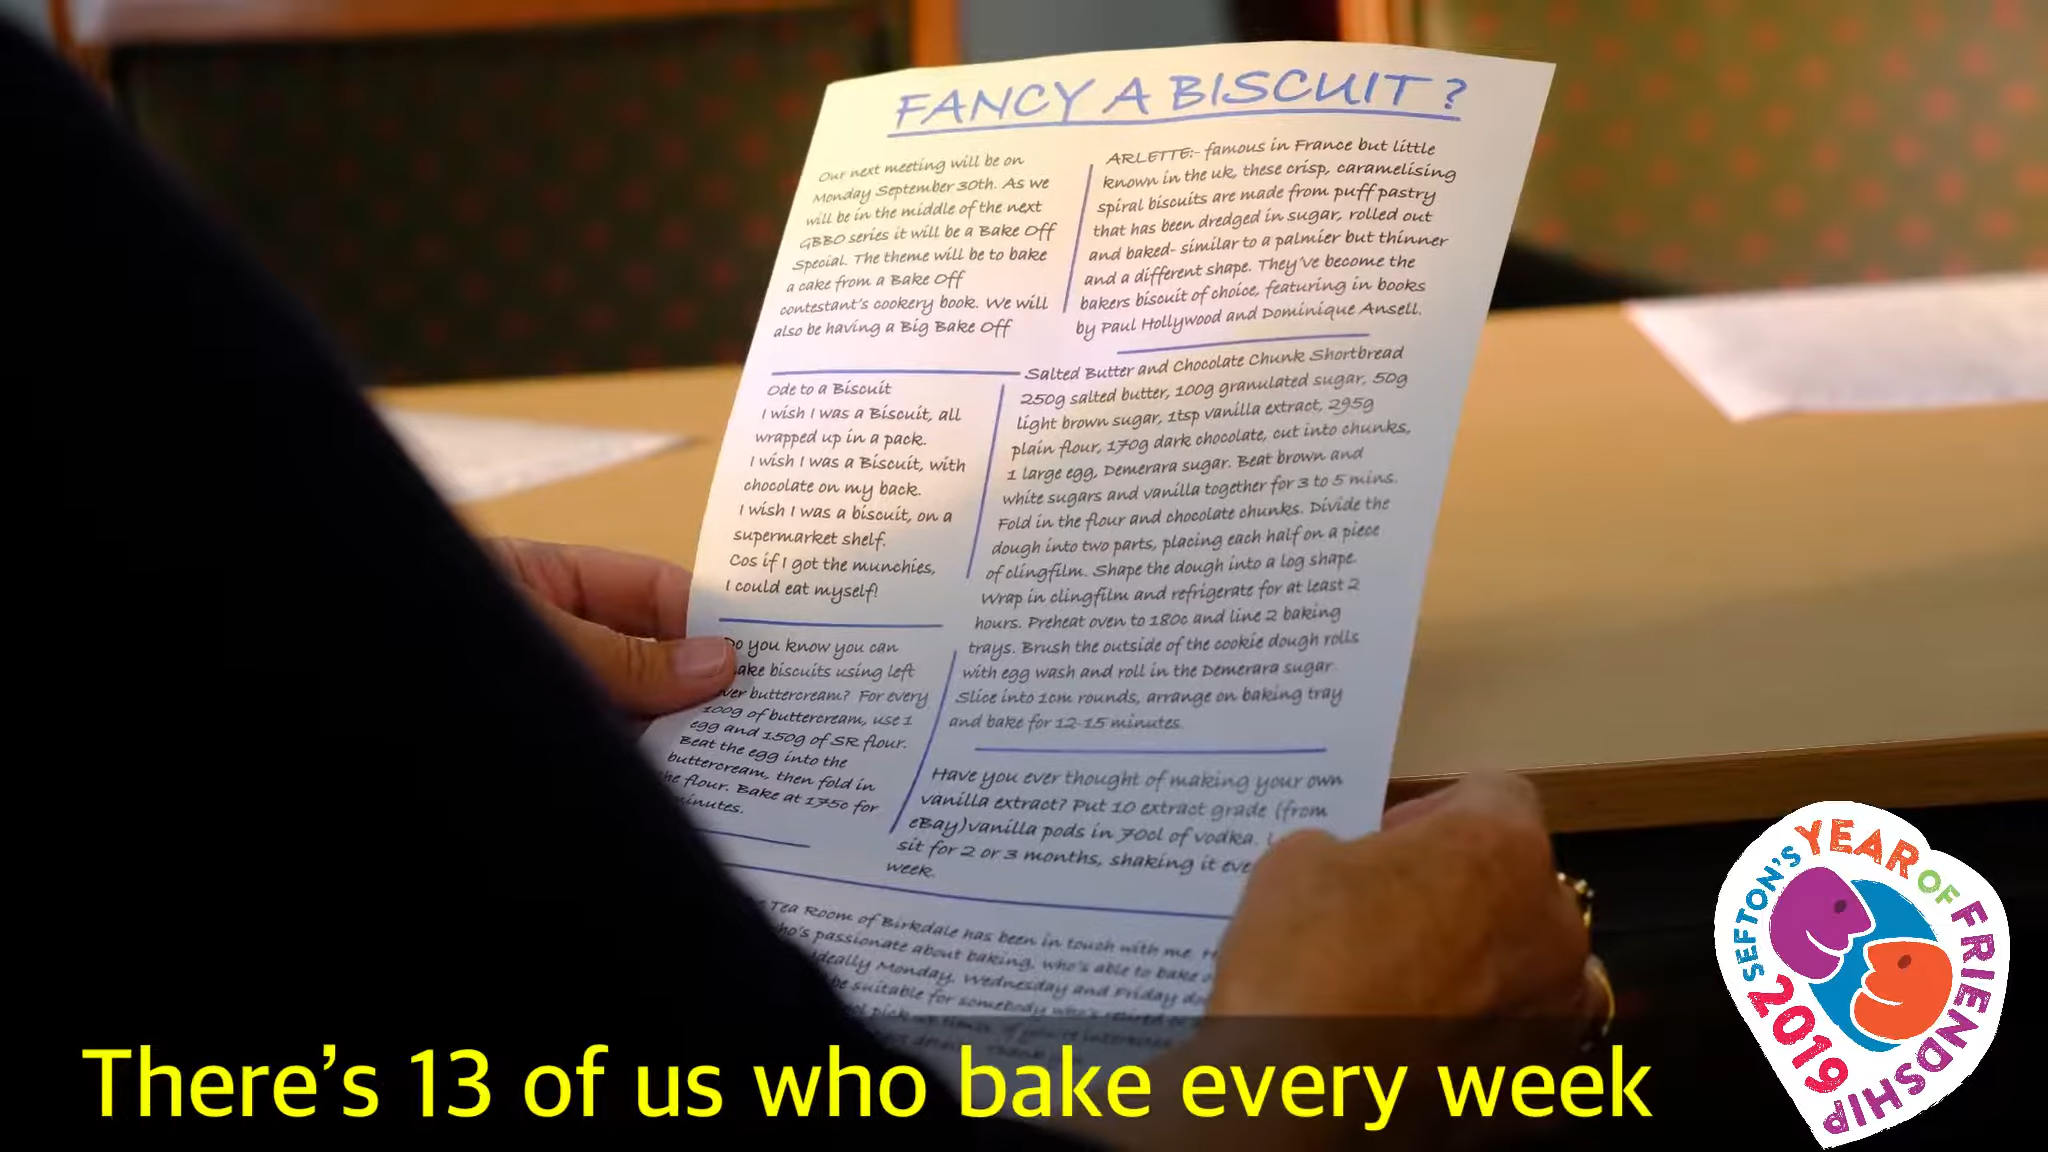 FANCY A BISCUIT?
Our next meeting will be on
Monday September 30th. As we
will be in the middle of the next
GBBO series it will be a Bake Off
Special. The theme will be to bake
a cake from a Bake Off
contestant's cookery book. We will
also be having a Big Bake Off
ARLETTE:- famous in France but little
known in the uk, these crisp, caramelising
spiral biscuits are made from puff pastry
that has been dredged in sugar, rolled out
and baked- similar to a palmier but thinner
and a different shape. They've become the
bakers biscuit of choice, featuring in books
by Paul Hollywood and Dominique Ansell.
Ode to a Biscuit
I wish I was a Biscuit, all
wrapped up in a pack.
I wish I was a Biscuit, with
chocolate on my back.
I wish I was a biscuit, on a
supermarket shelf.
Cos if I got the munchies,
I could eat myself!
Salted Butter and Chocolate Chunk Shortbread
250g salted butter, 100g granulated sugar, 50g
light brown sugar, 1tsp vanilla extract, 295g
plain flour, 170g dark chocolate, cut into chunks,
1 large egg, Demerara sugar. Beat brown and
white sugars and vanilla together for 3 to 5 mins.
Fold in the flour and chocolate chunks. Divide the
dough into two parts, placing each half on a piece
of clingfilm. Shape the dough into a log shape.
Wrap in clingfilm and refrigerate for at least 2
hours. Preheat oven to 180c and line 2 baking
trays. Brush the outside of the cookie dough rolls
with egg wash and roll in the Demerara sugar.
Slice into 1cm rounds, arrange on baking tray
and bake for 12-15 minutes.
Do you know you can
ake biscuits using left
ver buttercream? For every
100g of buttercream, use 1
egg and 150g of SR flour.
Beat the egg into the
buttercream, then fold in
he flour. Bake at 175c for
minutes.
Have you ever thought of making your own
vanilla extract? Put 10 extract grade (from
eBay)vanilla pods in 70cl of vodka.
sit for 2 or 3 months, shaking it eve
week.
Tea Room of Birkdale has been in touch with me.
ho's passionate about baking, who's able to bake
Ideally Monday, Wednesday and Friday
be suitable for somebody who's retired
There's 13 of us who bake every week
SEFTON'S YEAR OF FRIENDSHIP 2019